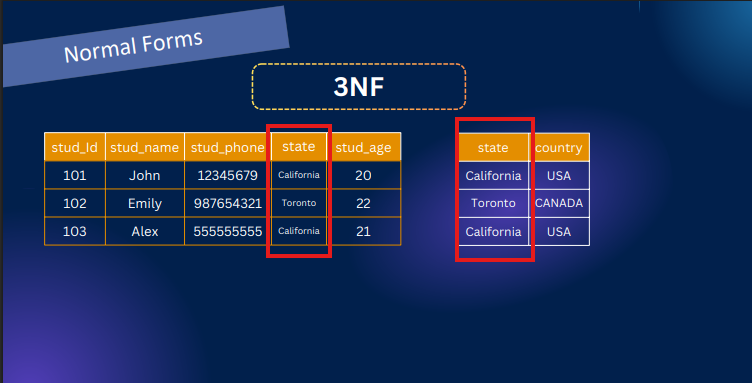 Normal Forms
3NF
stud_Id stud_name stud_phone state stud_age
101 John 12345679 California 20
102 Emily 987654321 Toronto 22
103 Alex 555555555 California 21
state country
California USA
Toronto CANADA
California USA